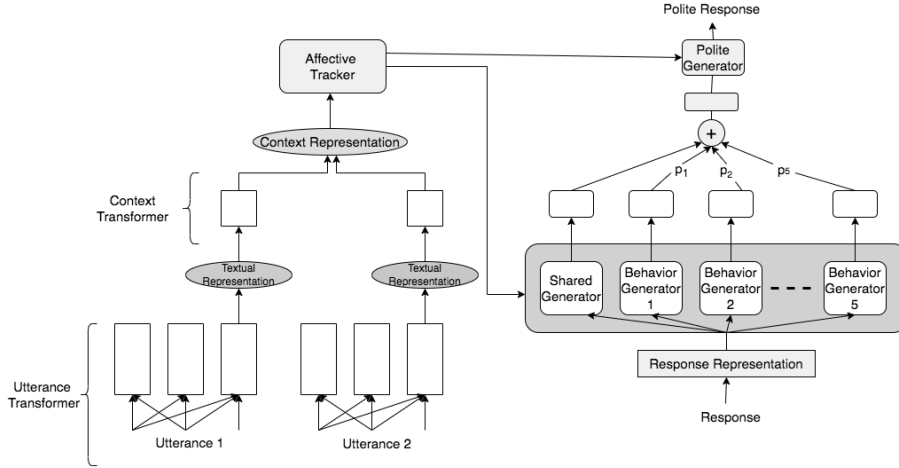 Polite Response
Polite
Generator
Affective
Tracker
+
Context Representation
p1
p2
p5
Context
Transformer
Textual
Representation
Textual
Representation
Shared
Generator
Behavior
Generator
1
Behavior
Generator
2
Behavior
Generator
5
Utterance
Transformer
Response Representation
Response
Utterance 1
Utterance 2